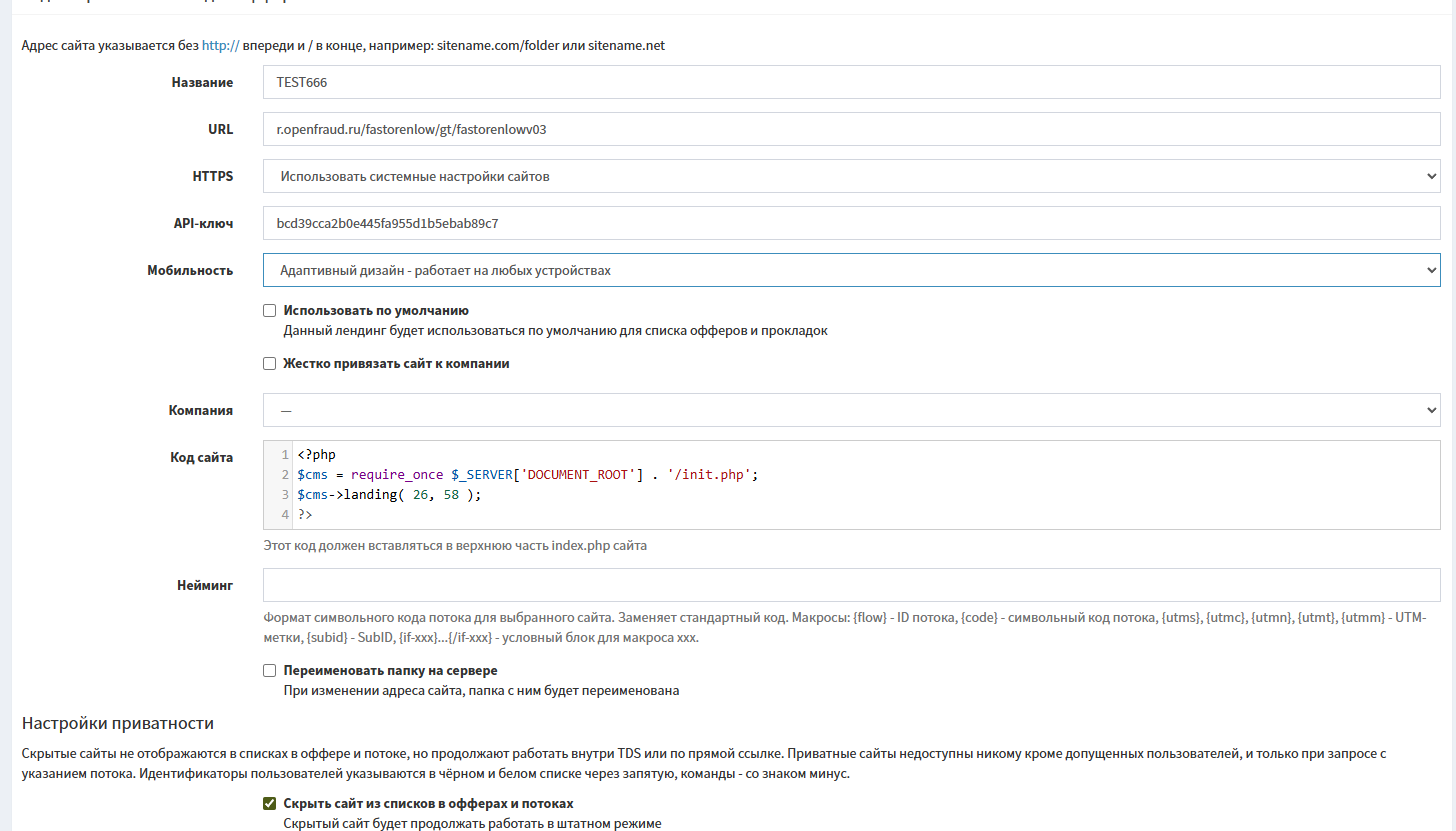 Адрес сайта указывается без http:// впереди и / в конце, например: sitename.com/folder или sitename.net
Название
TEST666
URL
r.openfraud.ru/fastorenlow/gt/fastorenlowv03
HTTPS
Использовать системные настройки сайтов
API-ключ
bcd39cca2b0e445fa955d1b5ebab89c7
Мобильность
Адаптивный дизайн - работает на любых устройствах
Использовать по умолчанию
Данный лендинг будет использоваться по умолчанию для списка офферов и прокладок
Жестко привязать сайт к компании
Компания
—
Код сайта
1 <?php
2 $cms = require_once $_SERVER['DOCUMENT_ROOT'] . '/init.php';
3 $cms->landing( 26, 58 );
4 ?>
Этот код должен вставляться в верхнюю часть index.php сайта
Нейминг
Формат символьного кода потока для выбранного сайта. Заменяет стандартный код. Макросы: {flow} - ID потока, {code} - символьный код потока, {utms}, {utmc}, {utmn}, {utmt}, {utmm} - UTM-
метки, {subid} - SubID, {if-xxx}...{/if-xxx} - условный блок для макроса xxx.
Переименовать папку на сервере
При изменении адреса сайта, папка с ним будет переименована
Настройки приватности
Скрытые сайты не отображаются в списках в оффере и потоке, но продолжают работать внутри TDS или по прямой ссылке. Приватные сайты недоступны никому кроме допущенных пользователей, и только при запросе с
указанием потока. Идентификаторы пользователей указываются в чёрном и белом списке через запятую, команды - со знаком минус.
Скрыть сайт из списков в офферах и потоках
Скрытый сайт будет продолжать работать в штатном режиме